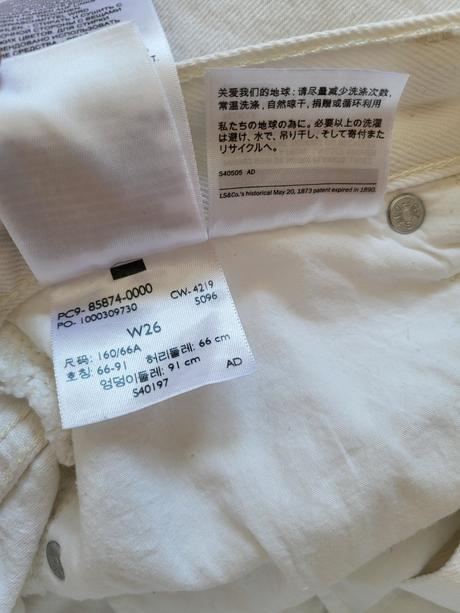 И СУШИТЬ С
С ВЕЩАМИ
関爱我们的地球：请尽量减少洗涤次数，
常温洗涤，自然晾干，捐赠或循环利用
私たちの地球の為に。必要以上の洗濯
は避け、水で、吊り干し、そして寄付また
リサイクルへ。
S40505 AD
LS&Co.'s historical May 20, 1873 patent expired in 1890.
PC9- 85874-0000
PO- 1000309730
CW-4219
S096
W26
尺码: 160/66A
허리둘레: 66 cm
호칭: 66-91
엉덩이둘레: 91 cm
AD
S40197